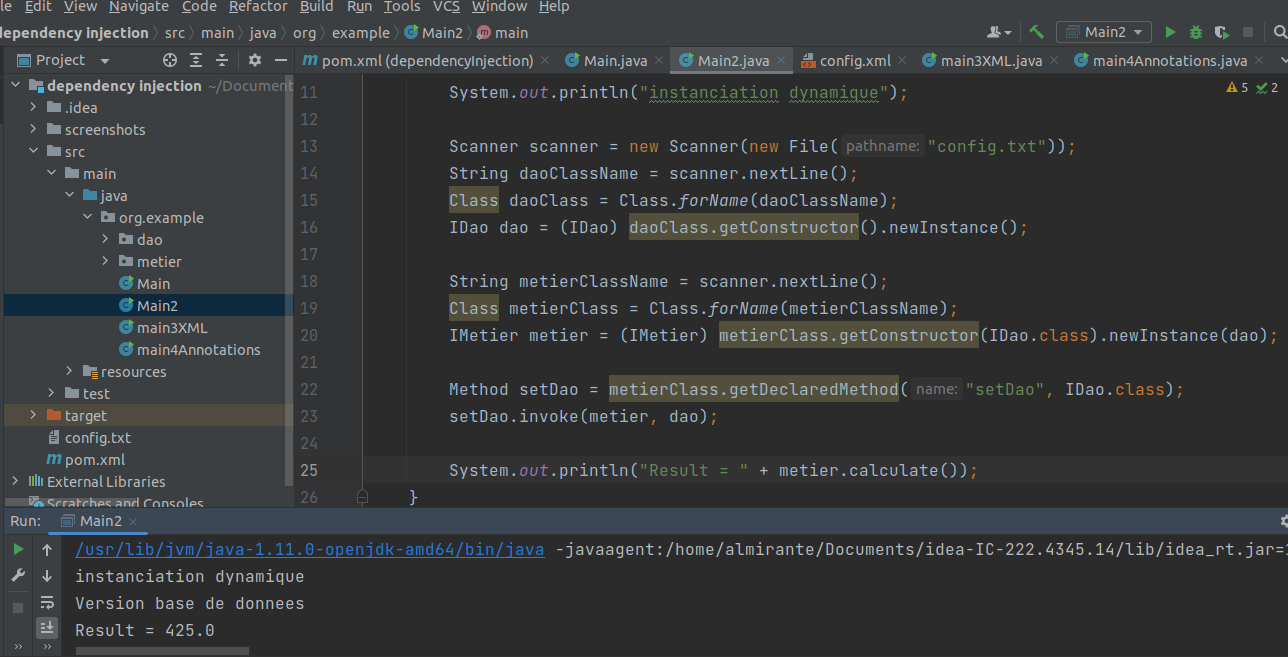 le Edit View Navigate Code Refactor Build Run Tools VCS Window Help
dependency injection src main java org example Main2 main Main2
Project pom.xml (dependencyInjection) Main.java Main2.java config.xml main3XML.java main4Annotations.java
dependency injection ~/Document
.idea
screenshots
src
main
java
org.example
dao
metier
Main
Main2
main3XML
main4Annotations
resources
test
target
config.txt
pom.xml
External Libraries
Scratches and Consoles
5 2
11 System.out.println("instanciation dynamique");
12
13 Scanner scanner = new Scanner(new File( pathname: "config.txt"));
14 String daoClassName = scanner.nextLine();
15 Class daoClass = Class.forName(daoClassName);
16 IDao dao = (IDao) daoClass.getConstructor().newInstance();
17
18 String metierClassName = scanner.nextLine();
19 Class metierClass = Class.forName(metierClassName);
20 IMetier metier = (IMetier) metierClass.getConstructor(IDao.class).newInstance(dao);
21
22 Method setDao = metierClass.getDeclaredMethod( name: "setDao", IDao.class);
23 setDao.invoke(metier, dao);
24
25 System.out.println("Result = " + metier.calculate());
26 }
Run: Main2
/usr/lib/jvm/java-1.11.0-openjdk-amd64/bin/java -javaagent:/home/almirante/Documents/idea-IC-222.4345.14/lib/idea_rt.jar=
instanciation dynamique
Version base de donnees
Result = 425.0